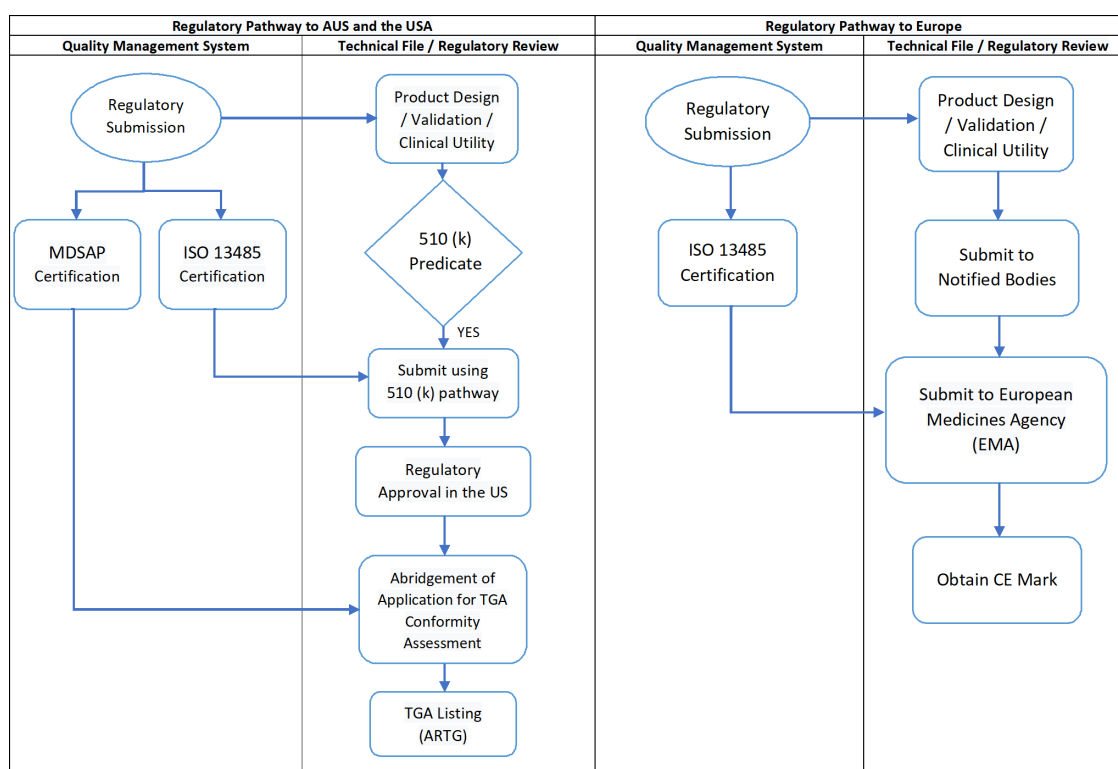 Regulatory Pathway to AUS and the USA
Regulatory Pathway to Europe
Quality Management System
Technical File / Regulatory Review
Quality Management System
Technical File / Regulatory Review
Regulatory
Submission
Product Design
/ Validation /
Clinical Utility
MDSAP
Certification
ISO 13485
Certification
510 (k)
Predicate
YES
Submit using
510 (k) pathway
Regulatory
Approval in the US
Abridgement of
Application for TGA
Conformity
Assessment
TGA Listing
(ARTG)
Regulatory
Submission
Product Design
/ Validation /
Clinical Utility
ISO 13485
Certification
Submit to
Notified Bodies
Submit to European
Medicines Agency
(EMA)
Obtain CE Mark